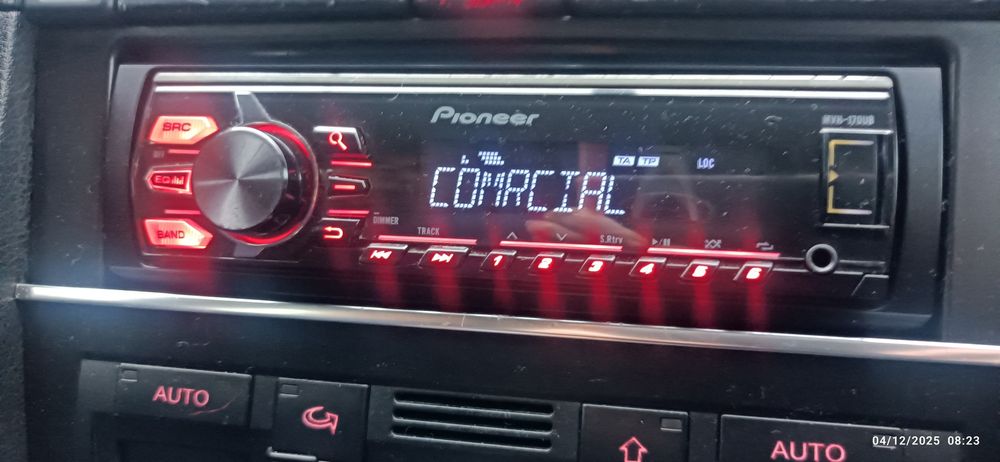 Pioneer
MVH-170UB
SRC
TA TP LOC
EQ
COMRCIAL
BAND
DIMMER
TRACK
S.Rtrv
1 2 3 4 5 6
AUTO
AUTO
04/12/2025 08:23